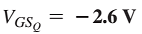 V_{GS_Q} = −2.6 V